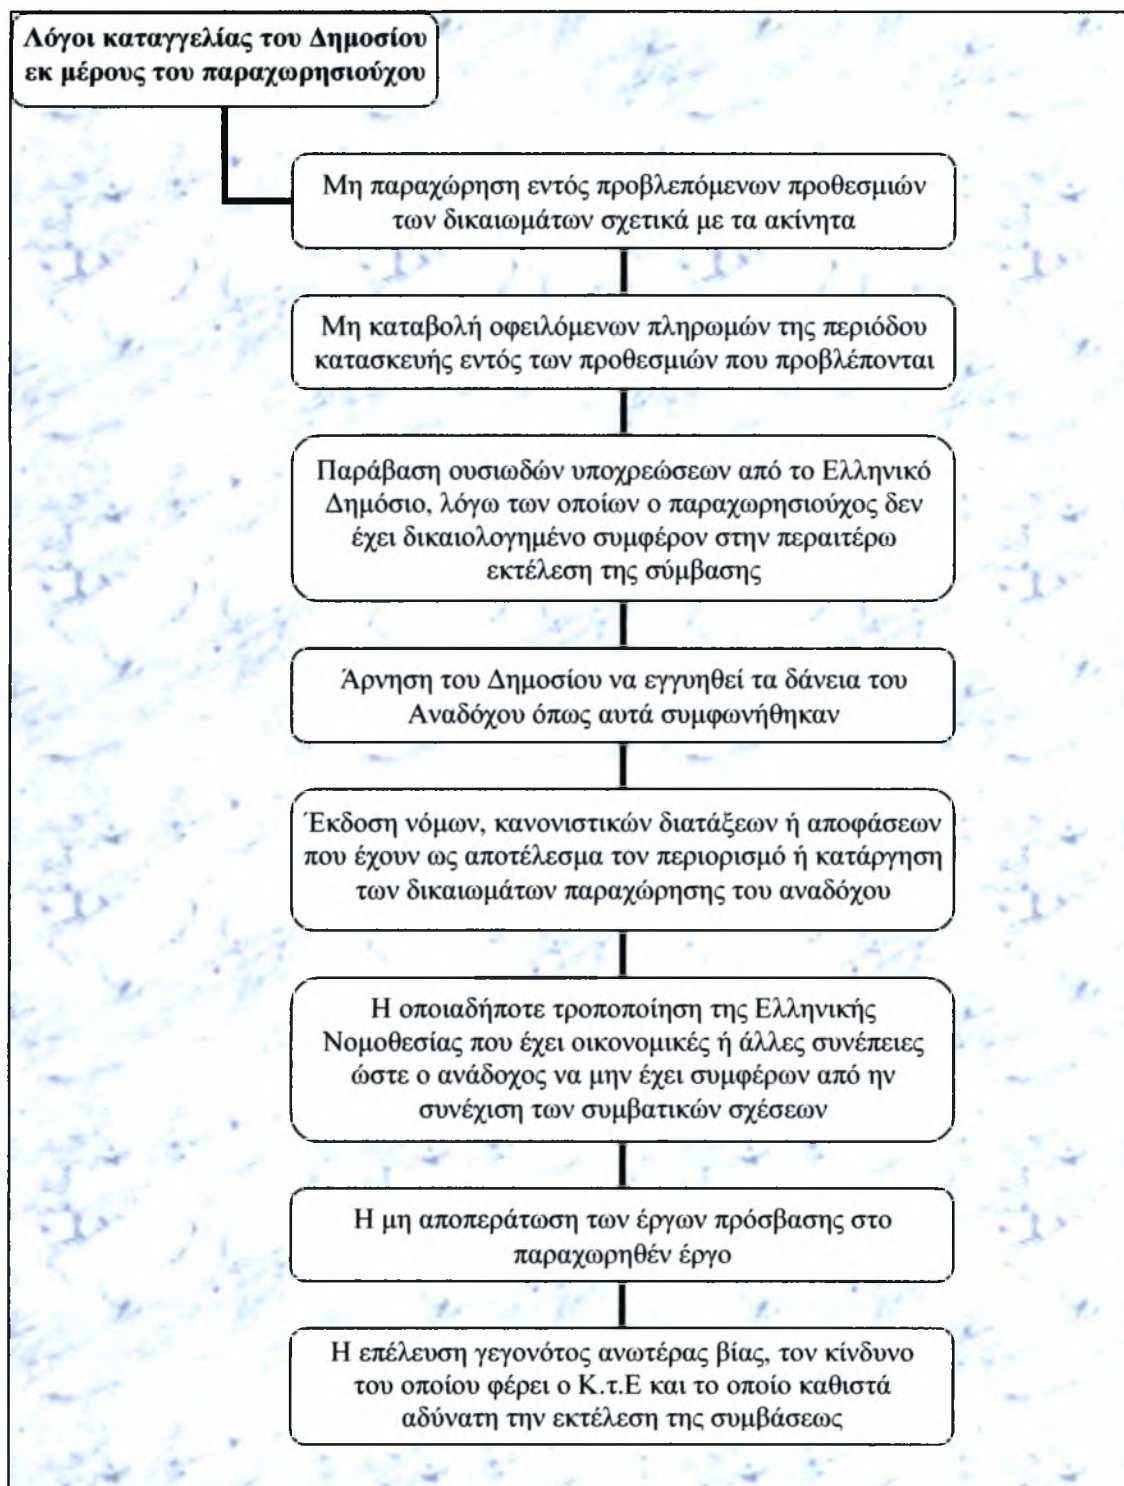 Λόγοι καταγγελίας του Δημοσίου
εκ μέρους του παραχωρησιούχου
Μη παραχώρηση εντός προβλεπόμενων προθεσμιών
των δικαιωμάτων σχετικά με τα ακίνητα
Μη καταβολή οφειλόμενων πληρωμών της περιόδου
κατασκευής εντός των προθεσμιών που προβλέπονται
Παράβαση ουσιωδών υποχρεώσεων από το Ελληνικό
Δημόσιο, λόγω των οποίων ο παραχωρησιούχος δεν
έχει δικαιολογημένο συμφέρον στην περαιτέρω
εκτέλεση της σύμβασης
Άρνηση του Δημοσίου να εγγυηθεί τα δάνεια του
Αναδόχου όπως αυτά συμφωνήθηκαν
Έκδοση νόμων, κανονιστικών διατάξεων ή αποφάσεων
που έχουν ως αποτέλεσμα τον περιορισμό ή κατάργηση
των δικαιωμάτων παραχώρησης του αναδόχου
Η οποιαδήποτε τροποποίηση της Ελληνικής
Νομοθεσίας που έχει οικονομικές ή άλλες συνέπειες
ώστε ο ανάδοχος να μην έχει συμφέρων από ην
συνέχιση των συμβατικών σχέσεων
Η μη αποπεράτωση των έργων πρόσβασης στο
παραχωρηθέν έργο
Η επέλευση γεγονότος ανωτέρας βίας, τον κίνδυνο
του οποίου φέρει ο Κ.τ.Ε και το οποίο καθιστά
αδύνατη την εκτέλεση της συμβάσεως